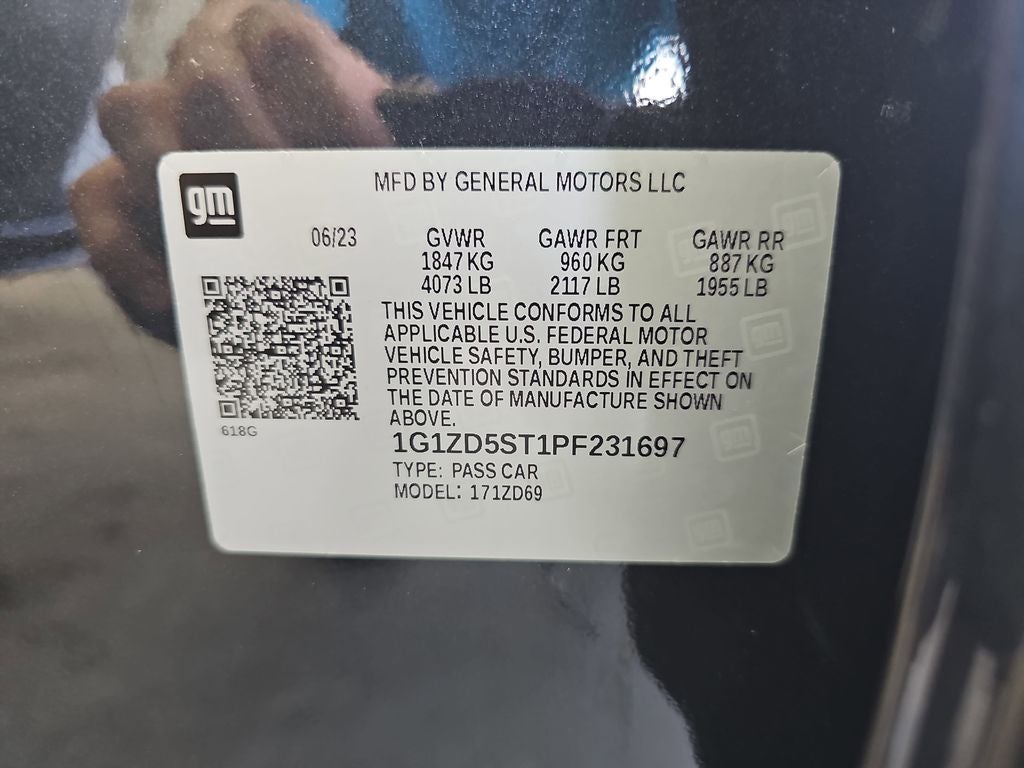 gm
MFD BY GENERAL MOTORS LLC
06/23 GVWR GAWR FRT GAWR RR
1847 KG 960 KG 887 KG
4073 LB 2117 LB 1955 LB
THIS VEHICLE CONFORMS TO ALL
APPLICABLE U.S. FEDERAL MOTOR
VEHICLE SAFETY, BUMPER, AND THEFT
PREVENTION STANDARDS IN EFFECT ON
THE DATE OF MANUFACTURE SHOWN
ABOVE.
618G
1G1ZD5ST1PF231697
TYPE: PASS CAR
MODEL: 171ZD69